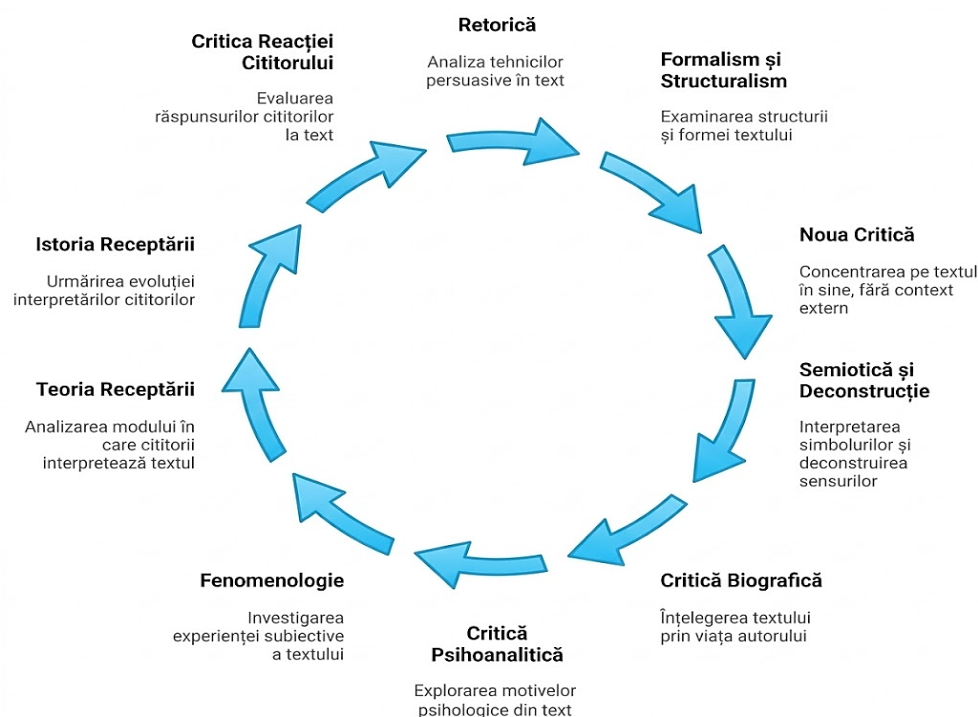 Retorică
Analiza tehnicilor
persuasive în text
Formalism și
Structuralism
Examinarea structurii
și formei textului
Noua Critică
Concentrarea pe textul
în sine, fără context
extern
Semiotică și
Deconstrucție
Interpretarea
simbolurilor și
deconstruirea
sensurilor
Critică Biografică
Înțelegerea textului
prin viața autorului
Critică
Psihoanalitică
Explorarea motivelor
psihologice din text
Fenomenologie
Investigarea
experienței subiective
a textului
Teoria Receptării
Analizarea modului în
care cititorii
interpretează textul
Istoria Receptării
Urmărirea evoluției
interpretărilor cititorilor
Critica Reacției
Cititorului
Evaluarea
răspunsurilor cititorilor
la text